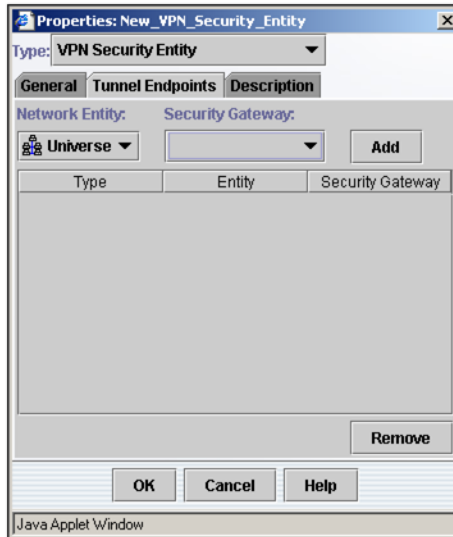 Properties: New_VPN_Security_Entity
Type: VPN Security Entity
General Tunnel Endpoints Description
Network Entity: Security Gateway:
Universe Add
Type Entity Security Gateway
Remove
OK Cancel Help
Java Applet Window